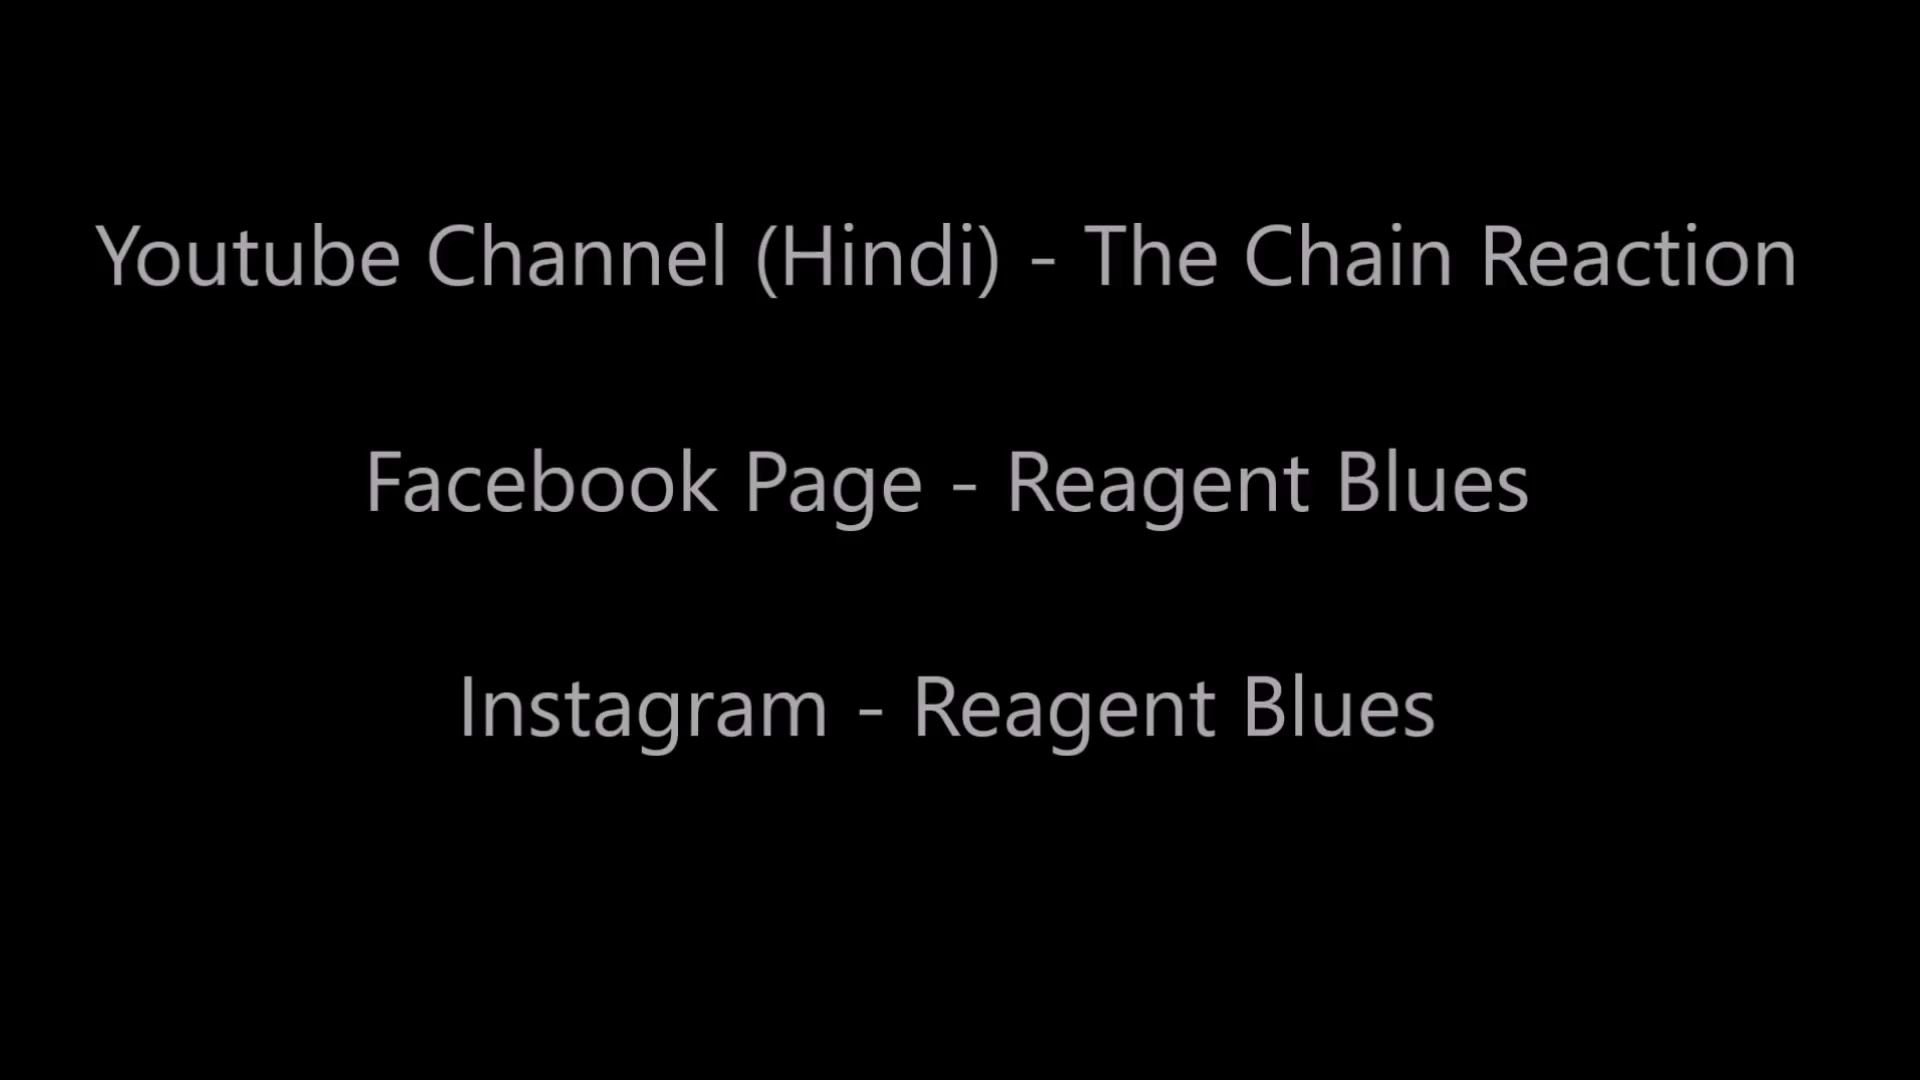 Youtube Channel (Hindi) - The Chain Reaction
Facebook Page - Reagent Blues
Instagram - Reagent Blues